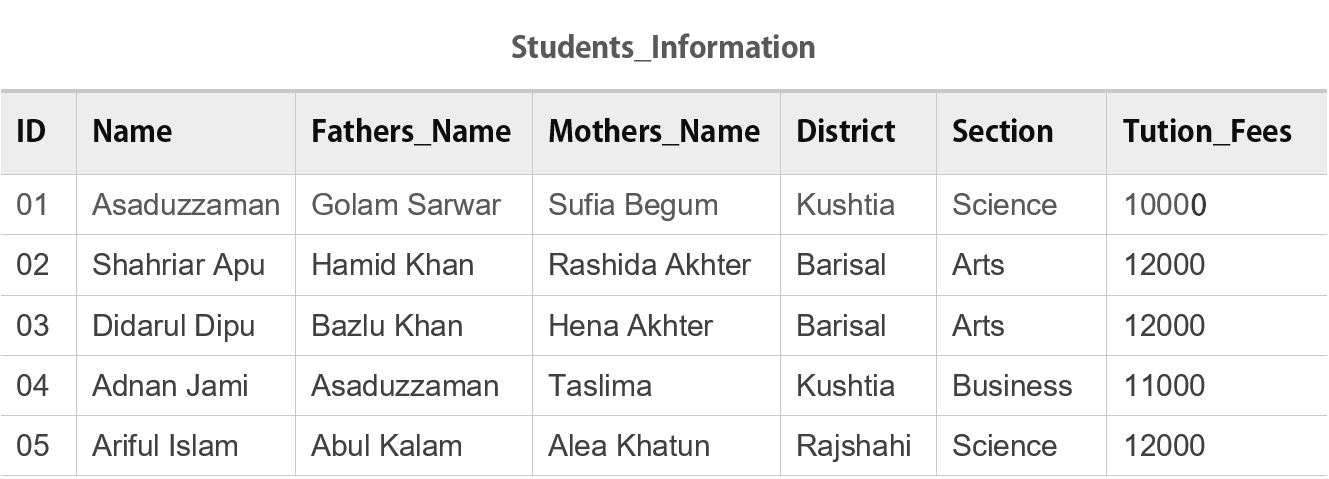 Students_Information
ID Name Fathers_Name Mothers_Name District Section Tution_Fees
01 Asaduzzaman Golam Sarwar Sufia Begum Kushtia Science 10000
02 Shahriar Apu Hamid Khan Rashida Akhter Barisal Arts 12000
03 Didarul Dipu Bazlu Khan Hena Akhter Barisal Arts 12000
04 Adnan Jami Asaduzzaman Taslima Kushtia Business 11000
05 Ariful Islam Abul Kalam Alea Khatun Rajshahi Science 12000